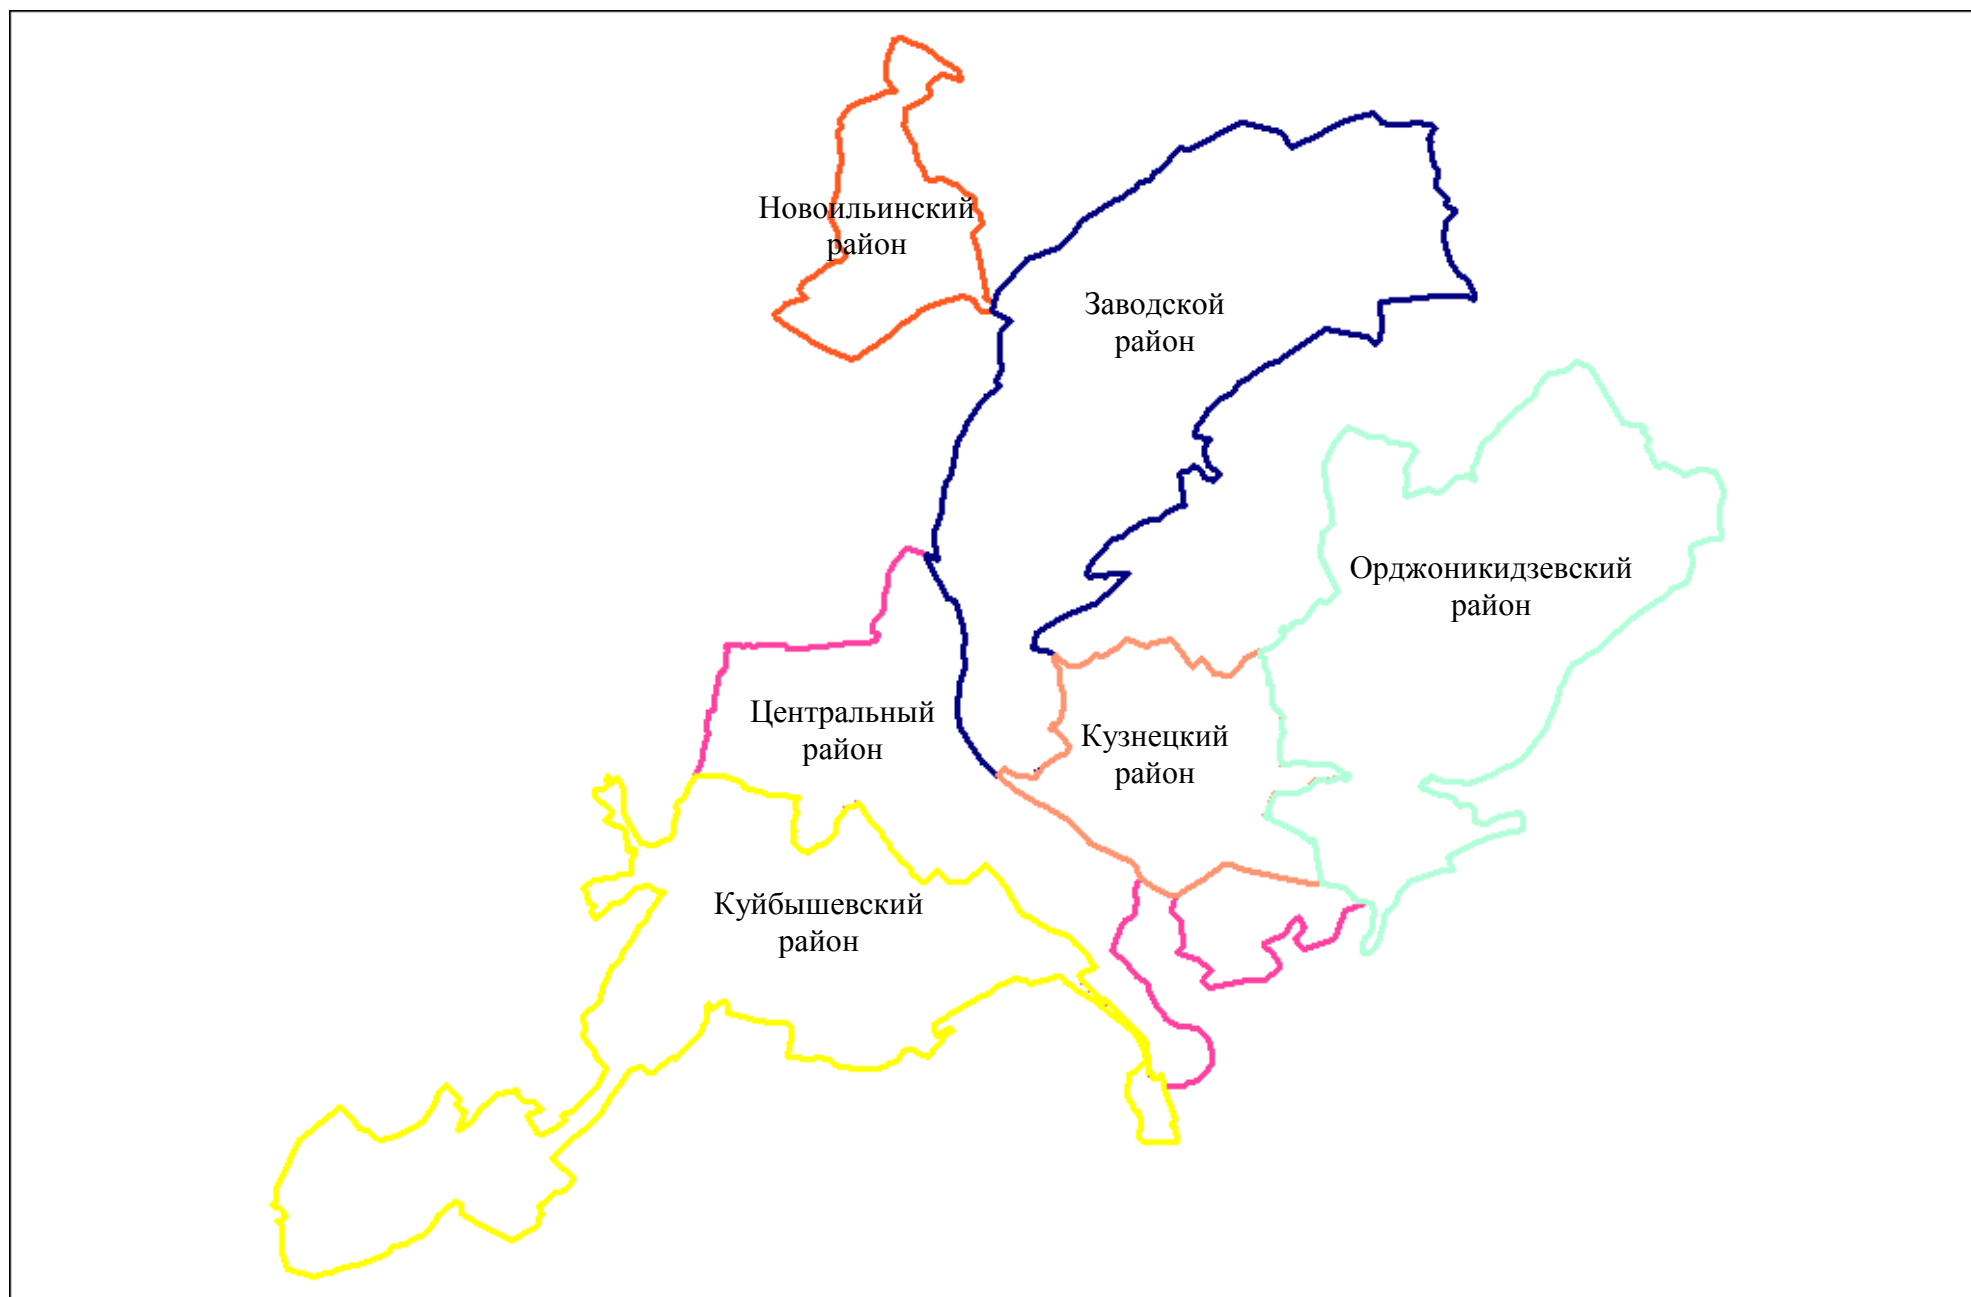 Новоильинский
район
Заводской
район
Орджоникидзевский
район
Центральный
район
Кузнецкий
район
Куйбышевский
район